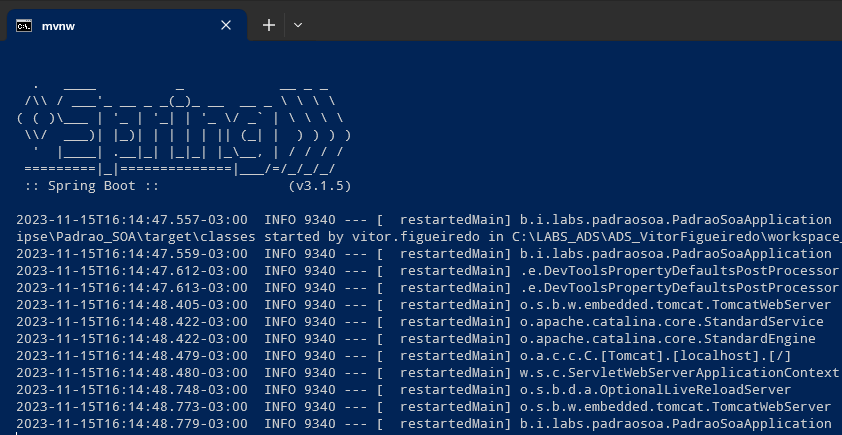 mvnw
  .   ____          _            __ _ _
 /\\ / ___'_ __ _ _(_)_ __  __ _ \ \ \ \
( ( )\___ | '_ | '_| | '_ \/ _` | \ \ \ \
 \\/  ___)| |_)| | | | | || (_| |  ) ) ) )
  '  |____| .__|_| |_|_| |_\__, | / / / /
 =========|_|==============|___/=/_/_/_/
 :: Spring Boot ::                (v3.1.5)
2023-11-15T16:14:47.557-03:00  INFO 9340 --- [  restartedMain] b.i.labs.padraosoa.PadraoSoaApplication
ipse\Padrao_SOA\target\classes started by vitor.figueiredo in C:\LABS_ADS\ADS_VitorFigueiredo\workspace_
2023-11-15T16:14:47.559-03:00  INFO 9340 --- [  restartedMain] b.i.labs.padraosoa.PadraoSoaApplication
2023-11-15T16:14:47.612-03:00  INFO 9340 --- [  restartedMain] .e.DevToolsPropertyDefaultsPostProcessor
2023-11-15T16:14:47.613-03:00  INFO 9340 --- [  restartedMain] .e.DevToolsPropertyDefaultsPostProcessor
2023-11-15T16:14:48.405-03:00  INFO 9340 --- [  restartedMain] o.s.b.w.embedded.tomcat.TomcatWebServer
2023-11-15T16:14:48.422-03:00  INFO 9340 --- [  restartedMain] o.apache.catalina.core.StandardService
2023-11-15T16:14:48.422-03:00  INFO 9340 --- [  restartedMain] o.apache.catalina.core.StandardEngine
2023-11-15T16:14:48.479-03:00  INFO 9340 --- [  restartedMain] o.a.c.c.C.[Tomcat].[localhost].[/]
2023-11-15T16:14:48.480-03:00  INFO 9340 --- [  restartedMain] w.s.c.ServletWebServerApplicationContext
2023-11-15T16:14:48.748-03:00  INFO 9340 --- [  restartedMain] o.s.b.d.a.OptionalLiveReloadServer
2023-11-15T16:14:48.773-03:00  INFO 9340 --- [  restartedMain] o.s.b.w.embedded.tomcat.TomcatWebServer
2023-11-15T16:14:48.779-03:00  INFO 9340 --- [  restartedMain] b.i.labs.padraosoa.PadraoSoaApplication